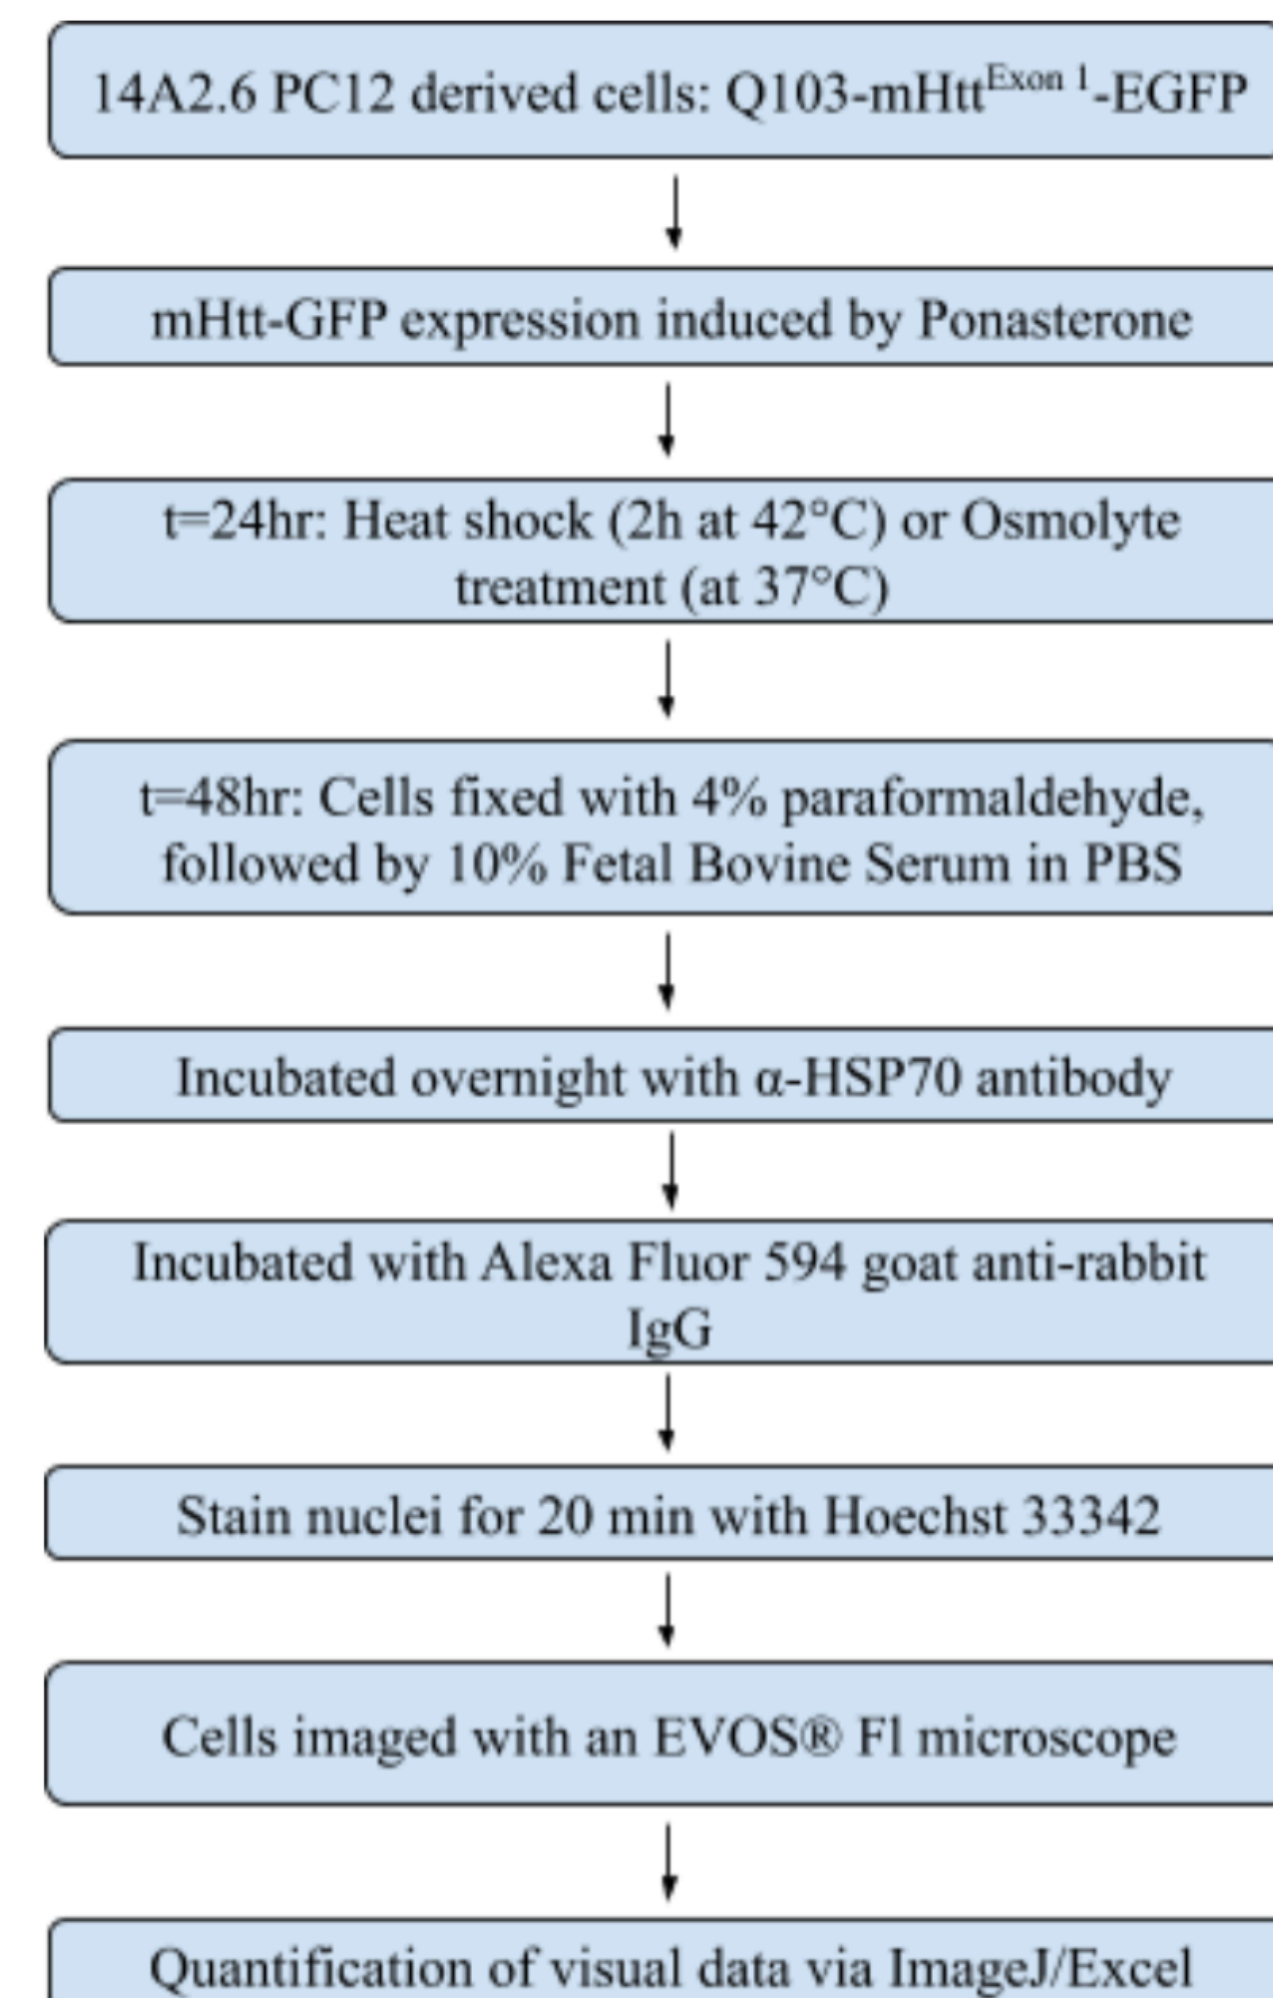 14A2.6 PC12 derived cells: Q103-mHttExon 1-EGFP
mHtt-GFP expression induced by Ponasterone
t=24hr: Heat shock (2h at 42°C) or Osmolyte
treatment (at 37°C)
t=48hr: Cells fixed with 4% paraformaldehyde,
followed by 10% Fetal Bovine Serum in PBS
Incubated overnight with α-HSP70 antibody
Incubated with Alexa Fluor 594 goat anti-rabbit
IgG
Stain nuclei for 20 min with Hoechst 33342
Cells imaged with an EVOS® Fl microscope
Quantification of visual data via ImageJ/Excel